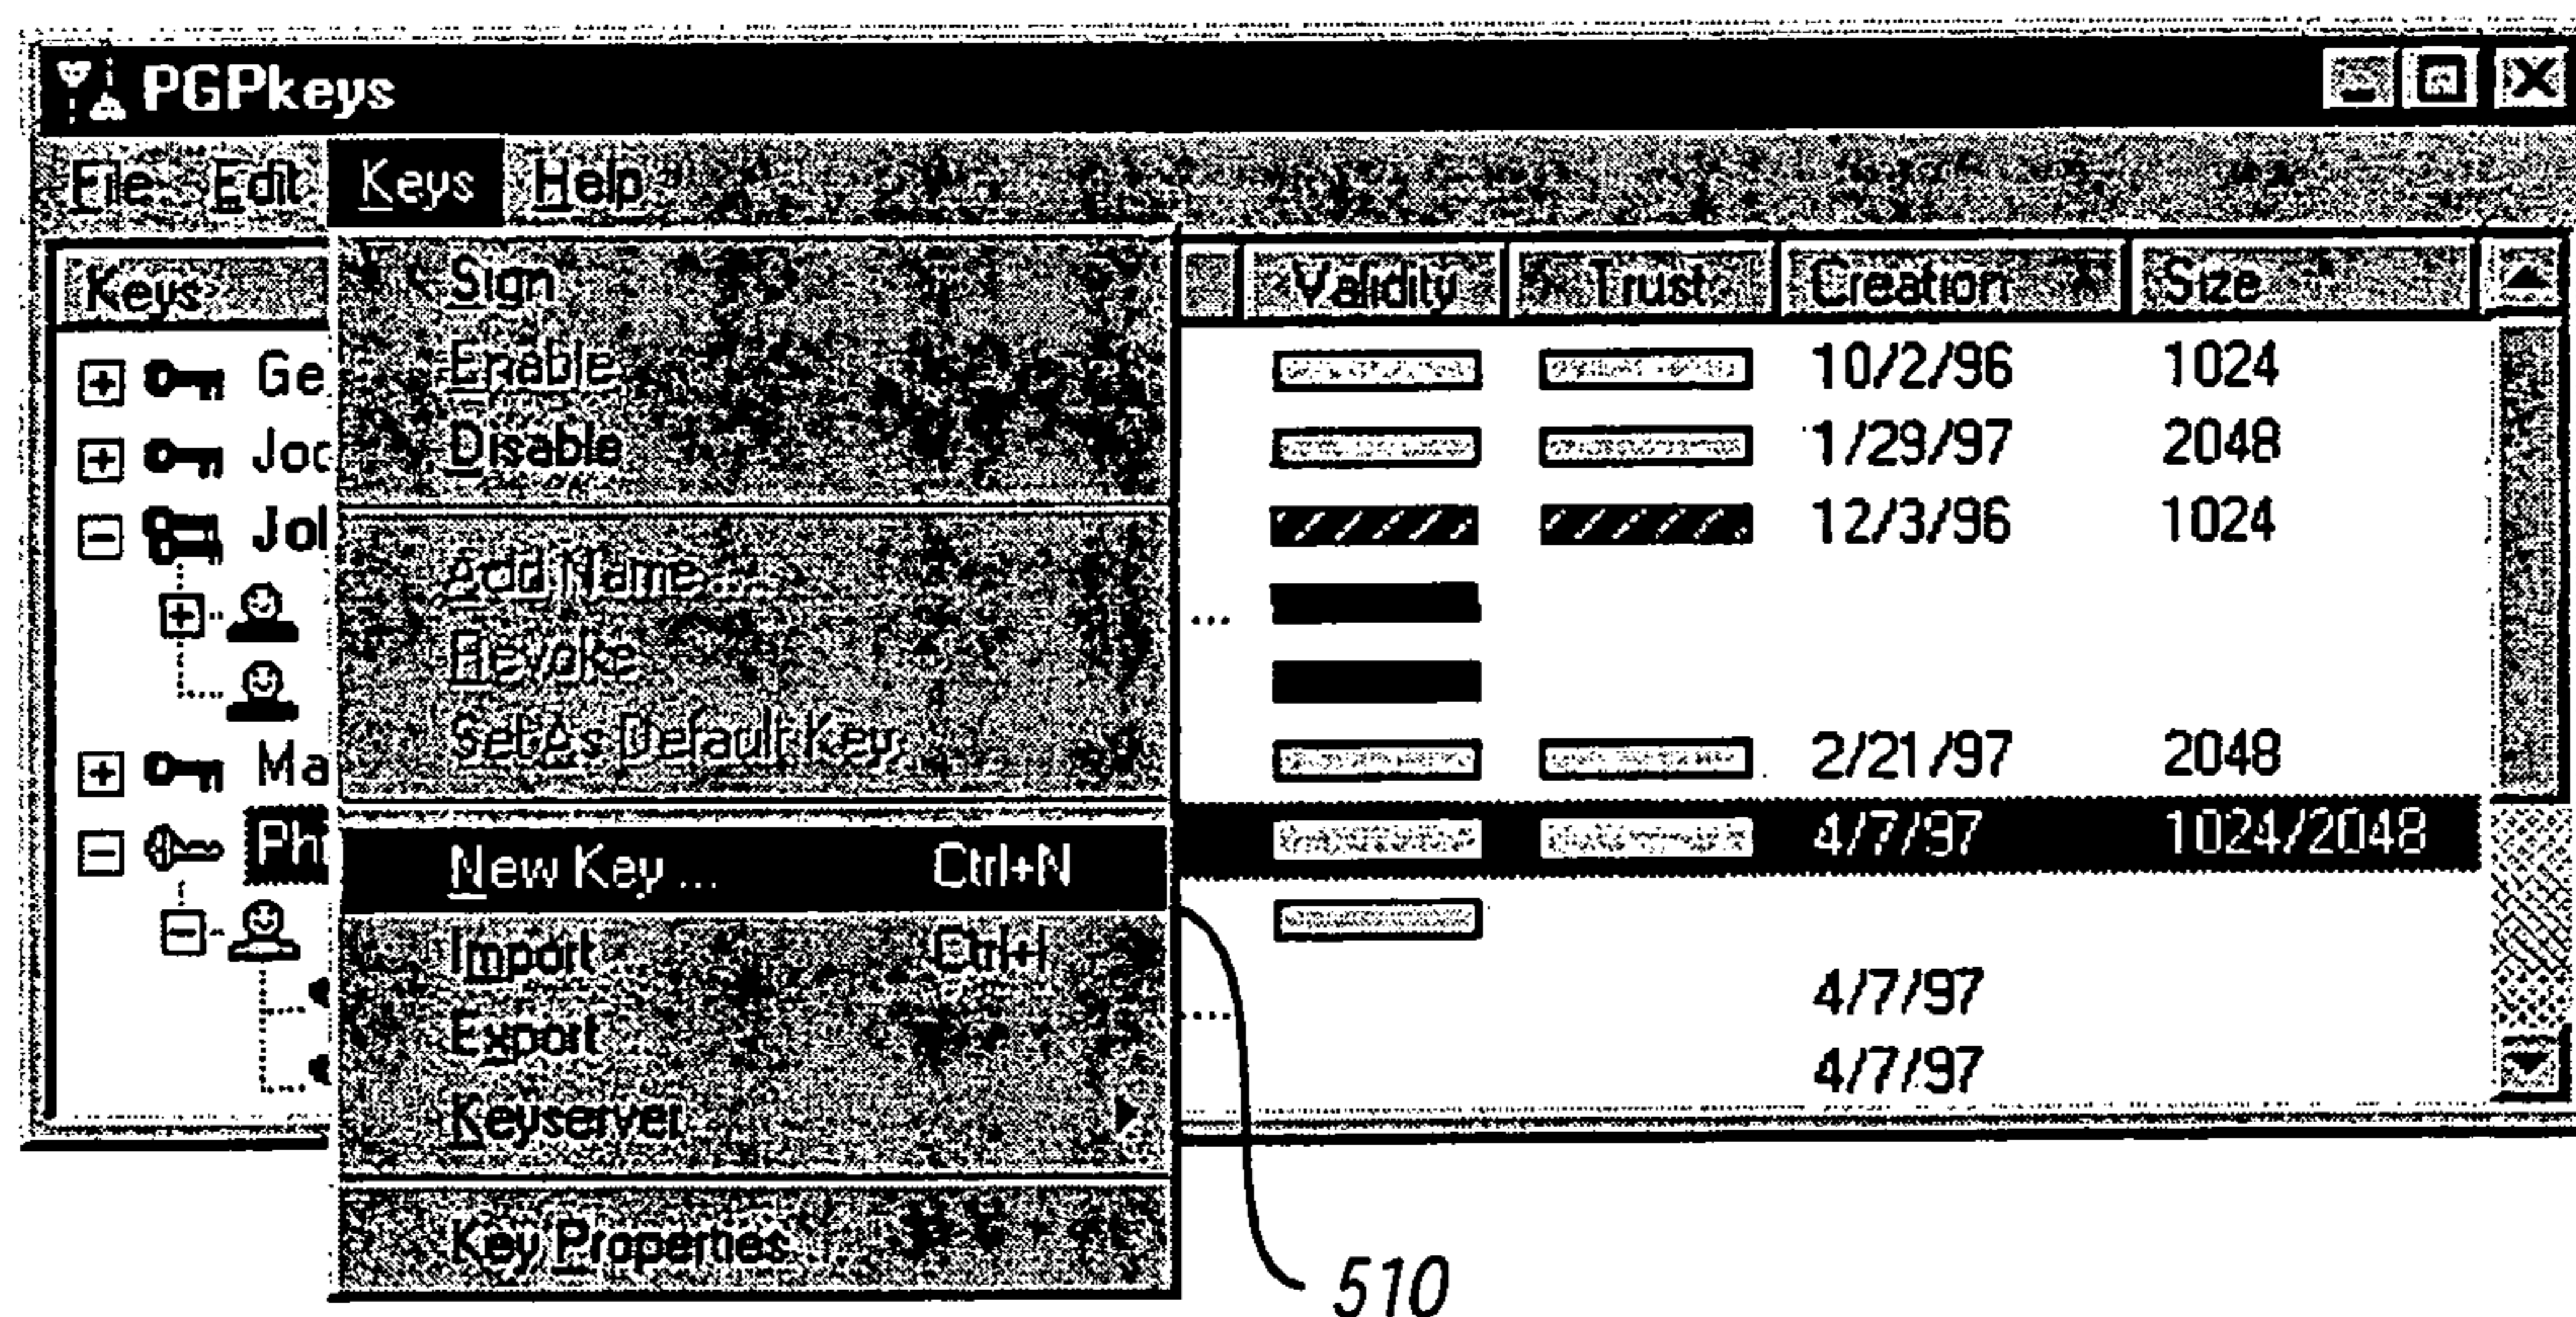 PGPkeys
File Edit Keys Help
Keys Validity Trust Creation Size
Sign
Enable
Disable
Add Name...
Revoke
Set As Default Key
New Key ... Ctrl+N
Import Ctrl+I
Export
Keyserver
Key Properties
Ge 10/2/96 1024
Joc 1/29/97 2048
Jol 12/3/96 1024
...
Ma 2/21/97 2048
Ph 4/7/97 1024/2048
4/7/97
4/7/97
510